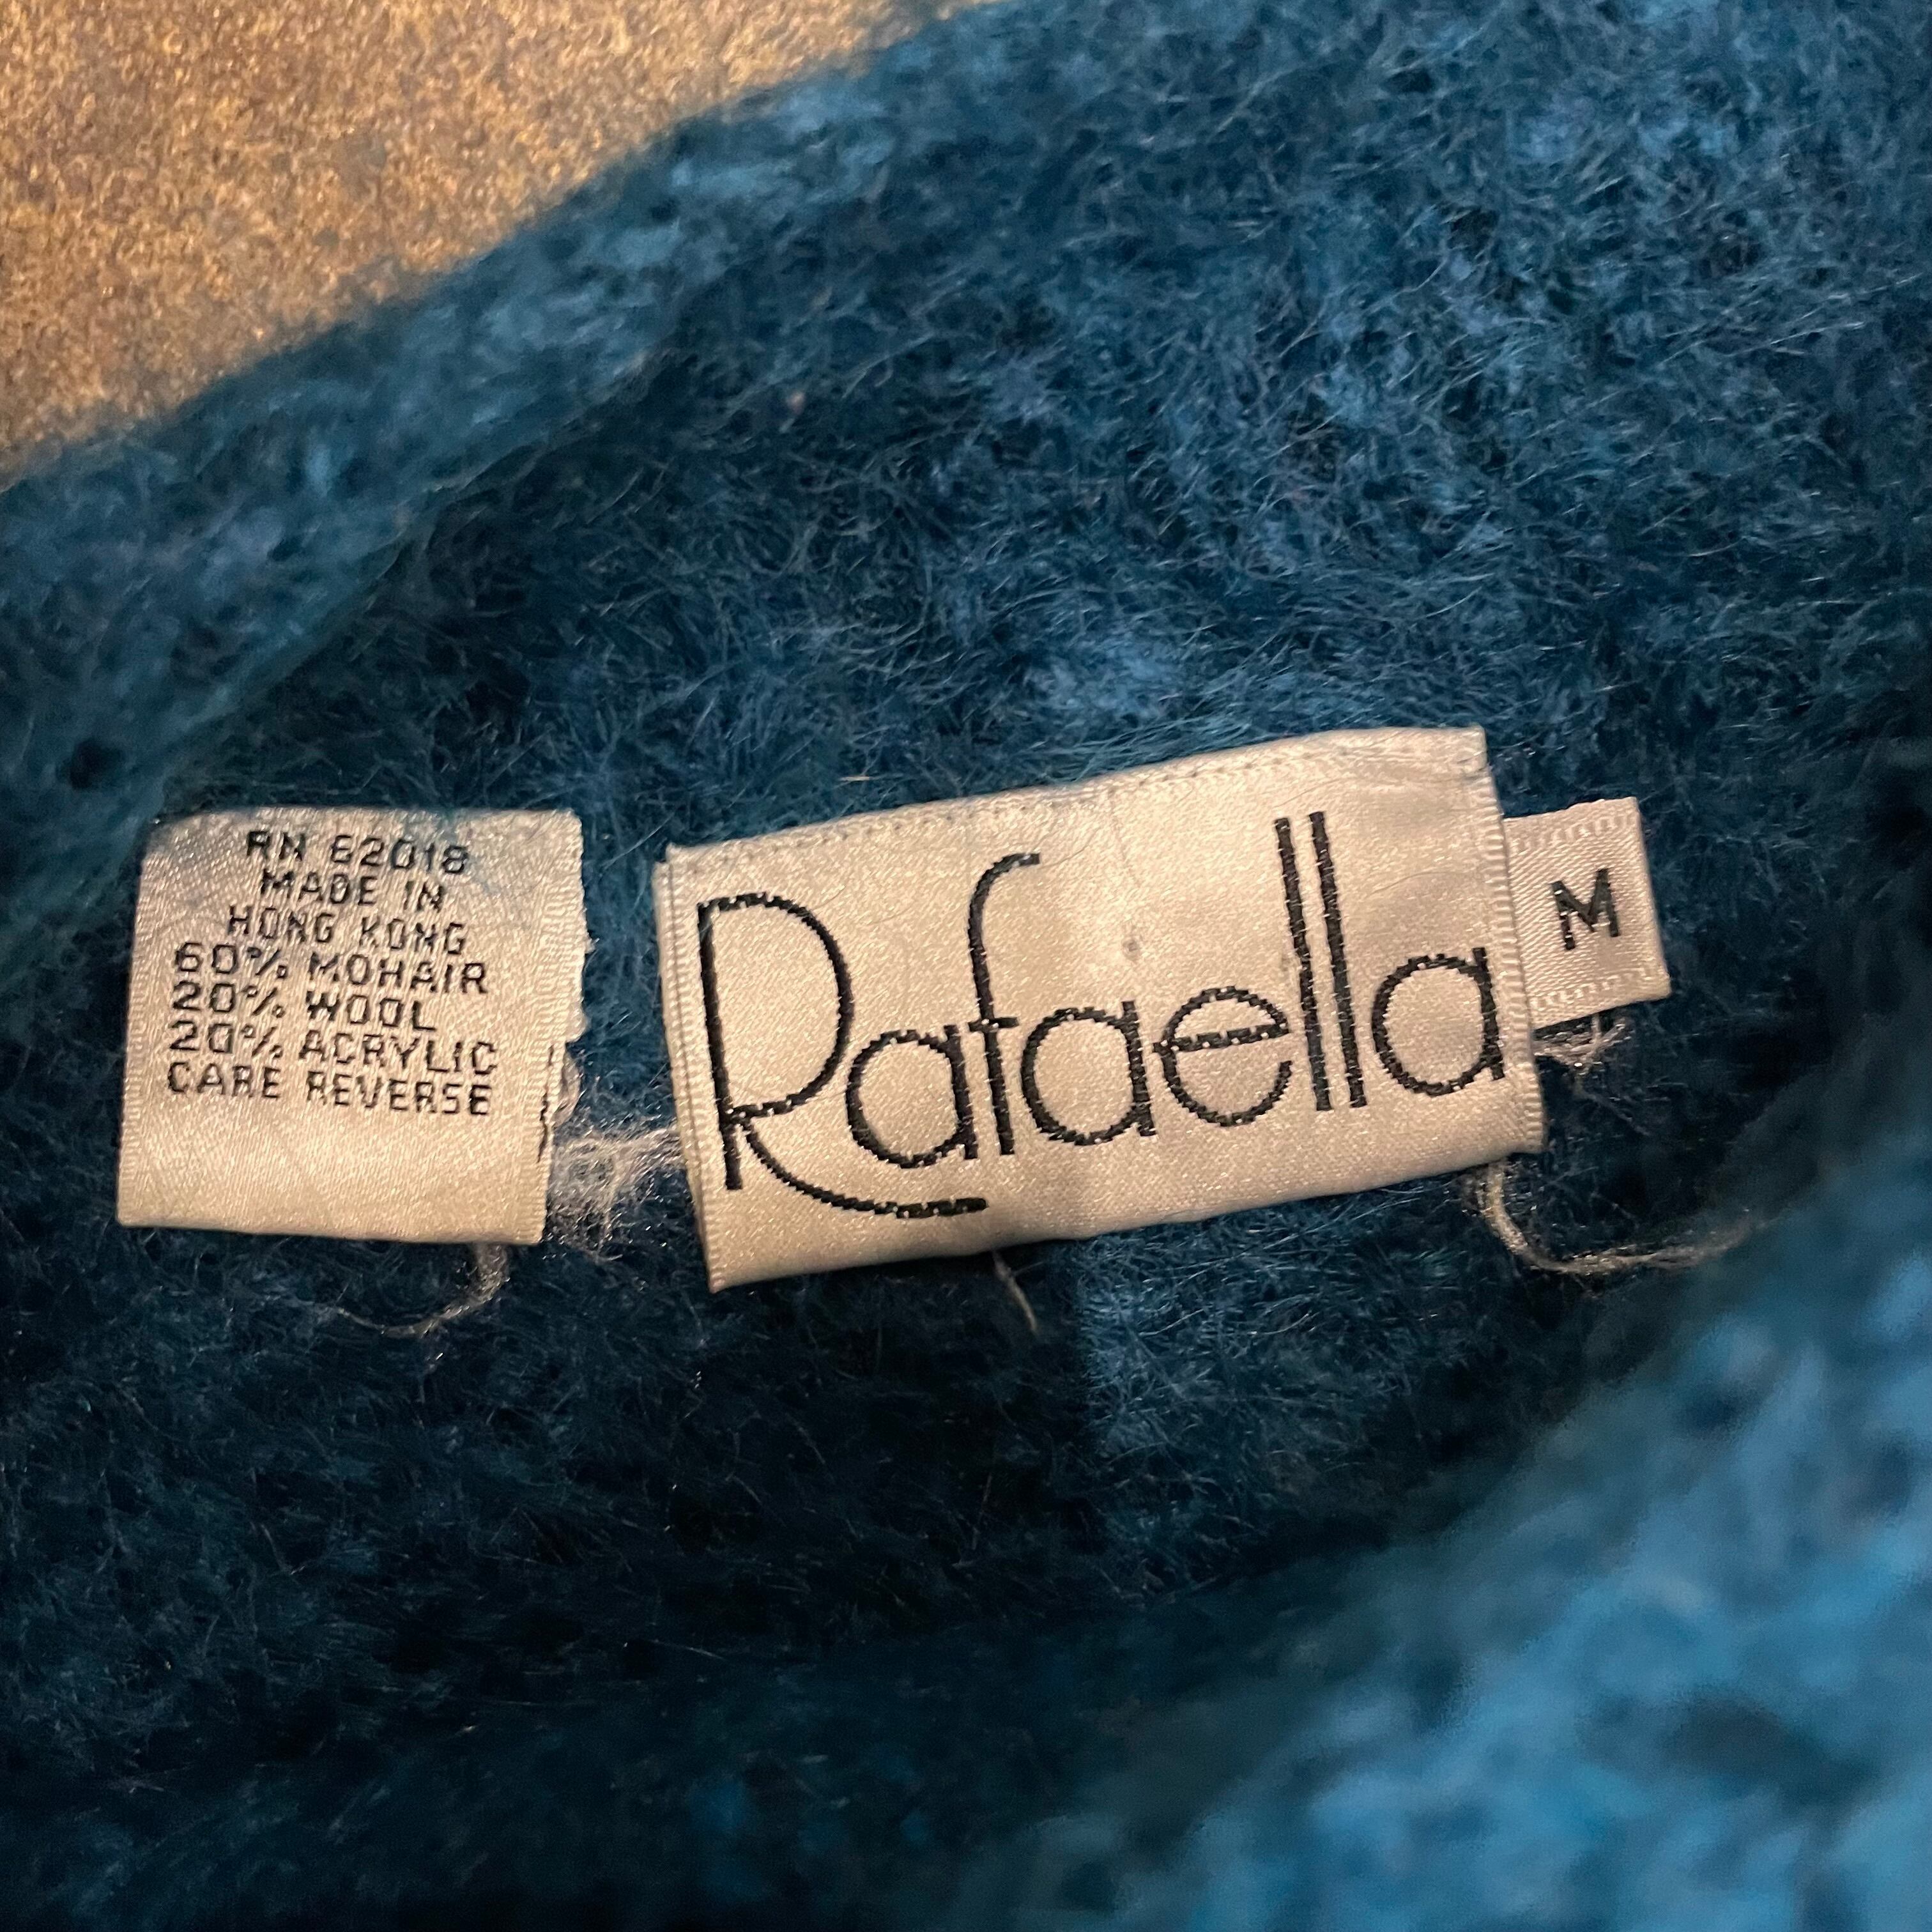 RN 62018
MADE IN
HONG KONG
60% MOHAIR
20% WOOL
20% ACRYLIC
CARE REVERSE
Rafaella
M